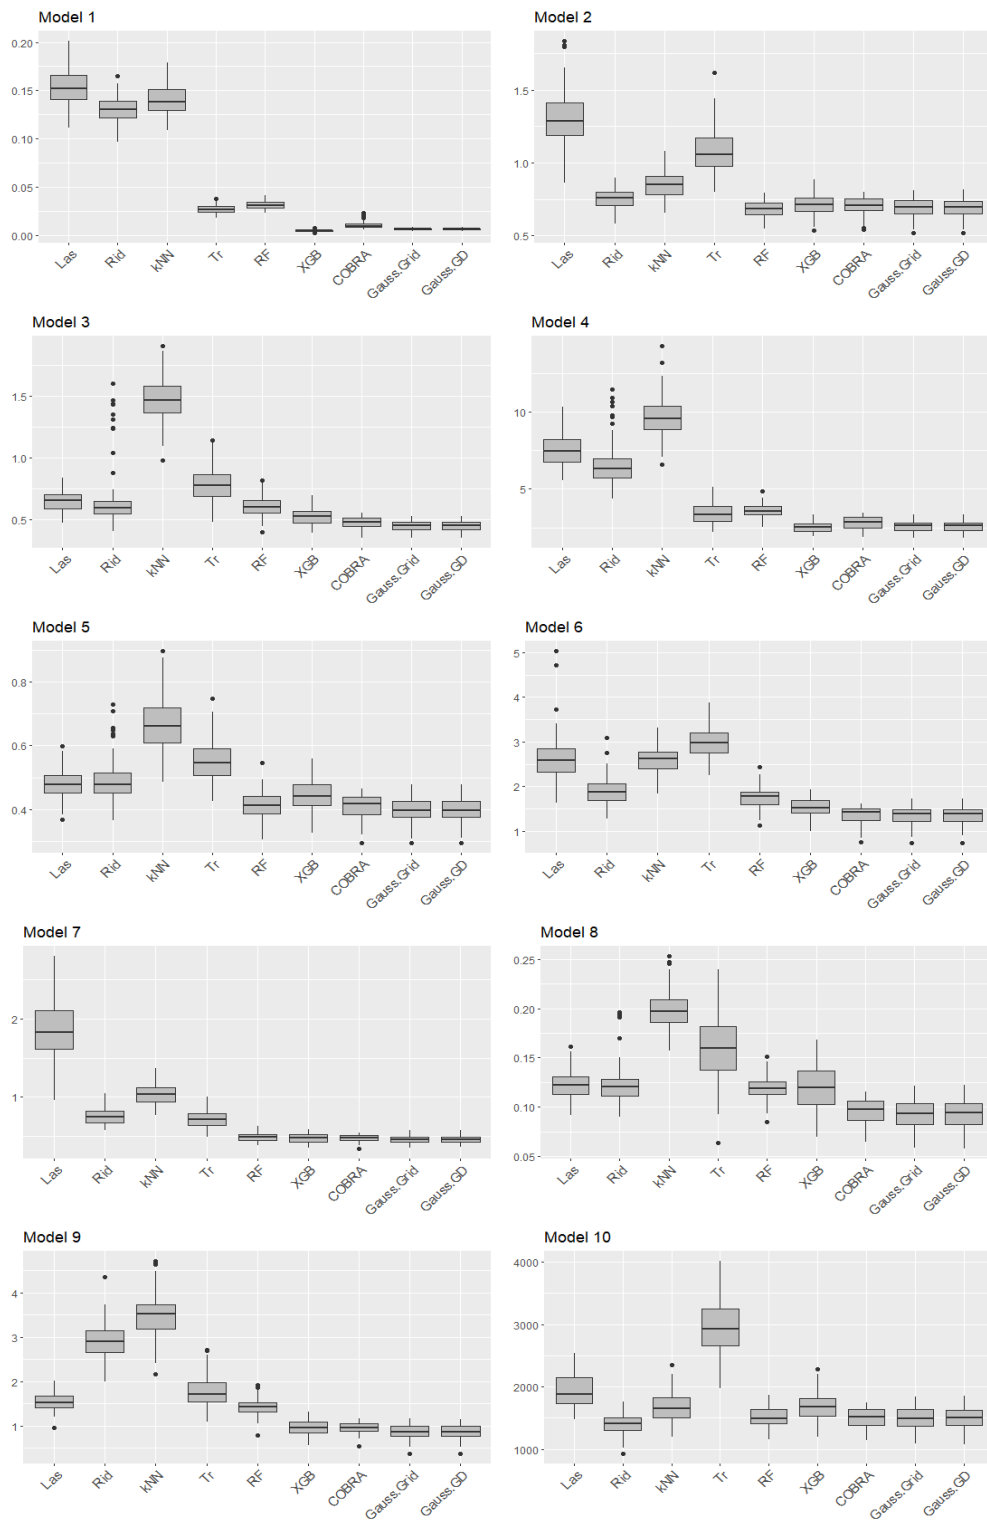 Model 1
0.20
0.15
0.10
0.05
0.00
Las Rid kNN Tr RF XGB COBRA Gauss.Grid Gauss.GD
Model 2
1.5
1.0
0.5
Las Rid kNN Tr RF XGB COBRA Gauss.Grid Gauss.GD
Model 3
1.5
1.0
0.5
Las Rid kNN Tr RF XGB COBRA Gauss.Grid Gauss.GD
Model 4
10
5
Las Rid kNN Tr RF XGB COBRA Gauss.Grid Gauss.GD
Model 5
0.8
0.6
0.4
Las Rid kNN Tr RF XGB COBRA Gauss.Grid Gauss.GD
Model 6
5
4
3
2
1
Las Rid kNN Tr RF XGB COBRA Gauss.Grid Gauss.GD
Model 7
2
1
Las Rid kNN Tr RF XGB COBRA Gauss.Grid Gauss.GD
Model 8
0.25
0.20
0.15
0.10
0.05
Las Rid kNN Tr RF XGB COBRA Gauss.Grid Gauss.GD
Model 9
4
3
2
1
Las Rid kNN Tr RF XGB COBRA Gauss.Grid Gauss.GD
Model 10
4000
3000
2000
1000
Las Rid kNN Tr RF XGB COBRA Gauss.Grid Gauss.GD